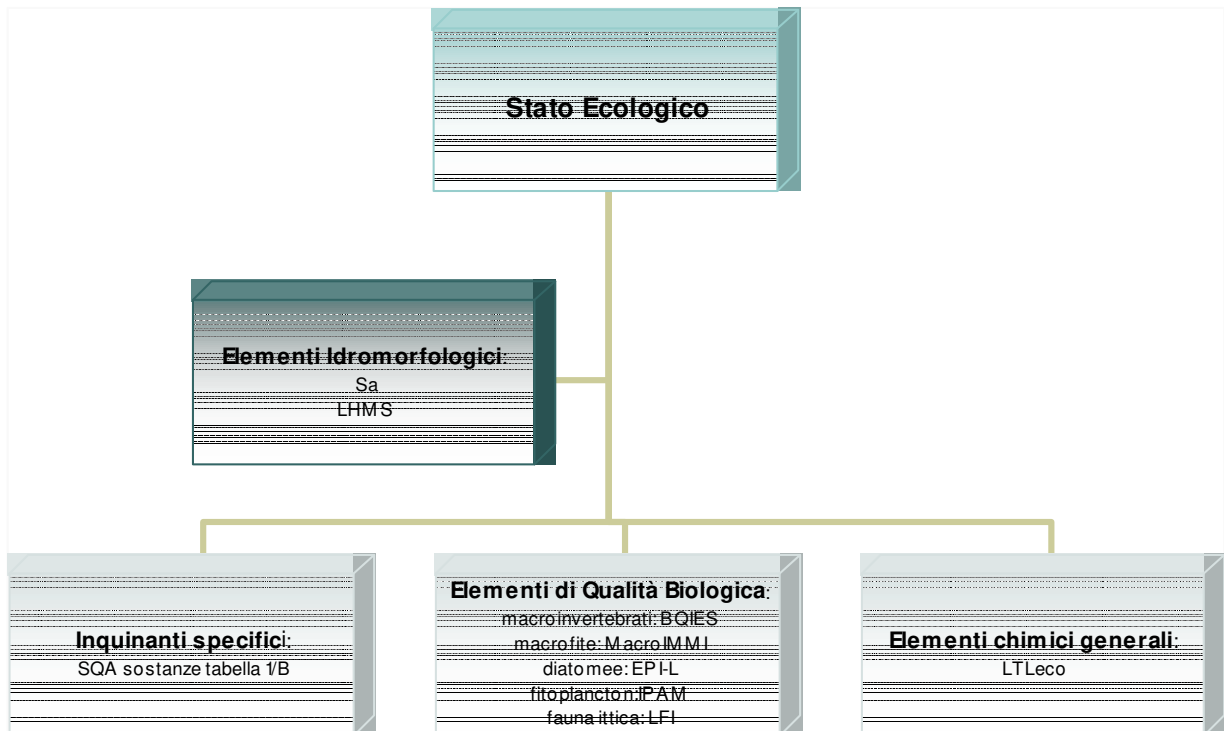 Stato Ecologico
Elementi Idromorfologici:
Sa
LHMS
Inquinanti specifici:
SQA sostanze tabella 1/B
Elementi di Qualità Biologica:
macroinvertebrati: BQIES
macrofite: MacroIMMI
diatomee: EPI-L
fitoplancton:IPAM
fauna ittica: LFI
Elementi chimici generali:
LTLeco